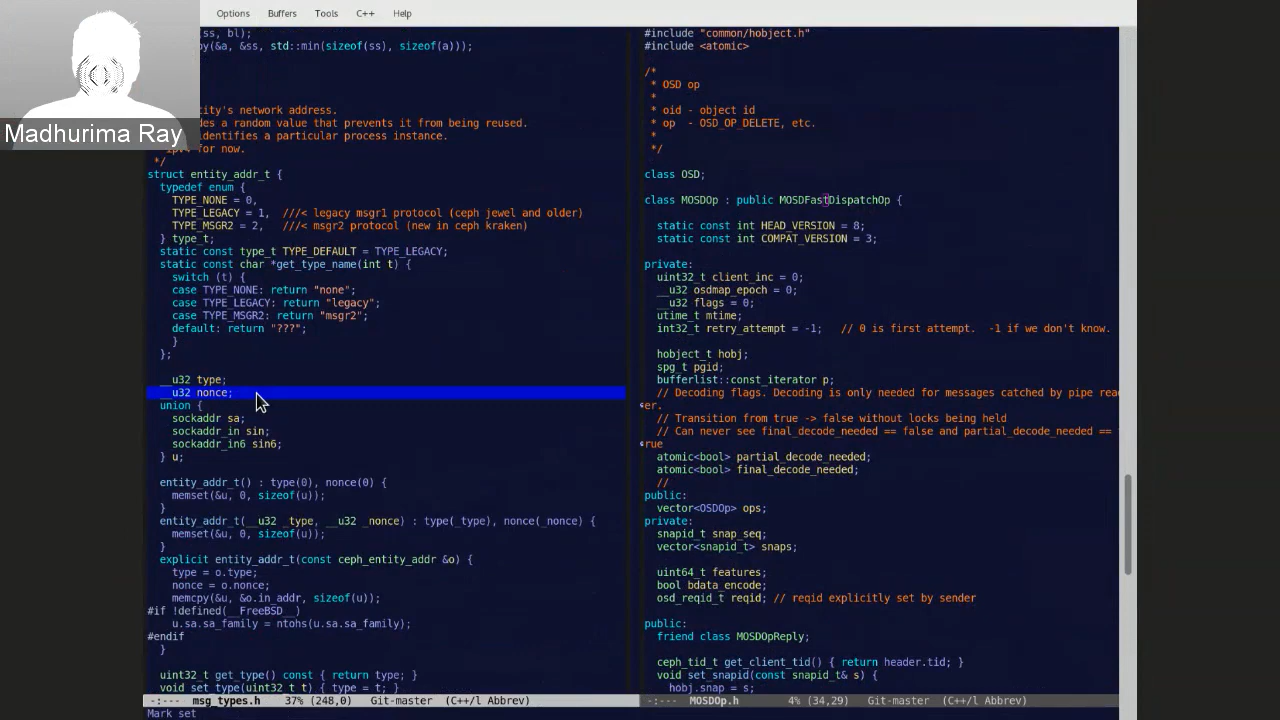 Options Buffers Tools C++ Help
ss, bl);
py(&a, &ss, std::min(sizeof(ss), sizeof(a)));
tity's network address.
des a random value that prevents it from being reused.
identifies a particular process instance.
for now.
*/
struct entity_addr_t {
typedef enum {
TYPE_NONE = 0,
TYPE_LEGACY = 1, ///< legacy msgr1 protocol (ceph jewel and older)
TYPE_MSGR2 = 2, ///< msgr2 protocol (new in ceph kraken)
} type_t;
static const type_t TYPE_DEFAULT = TYPE_LEGACY;
static const char *get_type_name(int t) {
switch (t) {
case TYPE_NONE: return "none";
case TYPE_LEGACY: return "legacy";
case TYPE_MSGR2: return "msgr2";
default: return "???";
}
};
__u32 type;
__u32 nonce;
union {
sockaddr sa;
sockaddr_in sin;
sockaddr_in6 sin6;
} u;
entity_addr_t() : type(0), nonce(0) {
memset(&u, 0, sizeof(u));
}
entity_addr_t(__u32 _type, __u32 _nonce) : type(_type), nonce(_nonce) {
memset(&u, 0, sizeof(u));
}
explicit entity_addr_t(const ceph_entity_addr &o) {
type = o.type;
nonce = o.nonce;
memcpy(&u, &o.in_addr, sizeof(u));
#if !defined(__FreeBSD__)
u.sa.sa_family = ntohs(u.sa.sa_family);
#endif
}
uint32_t get_type() const { return type; }
void set_type(uint32_t t) { type = t; }
-:--- msg_types.h 37% (248,0) Git-master (C++/l Abbrev)
Mark set
#include "common/hobject.h"
#include <atomic>
/*
* OSD op
*
* oid - object id
* op - OSD_OP_DELETE, etc.
*
*/
class OSD;
class MOSDOp : public MOSDFastDispatchOp {
static const int HEAD_VERSION = 8;
static const int COMPAT_VERSION = 3;
private:
uint32_t client_inc = 0;
__u32 osdmap_epoch = 0;
__u32 flags = 0;
utime_t mtime;
int32_t retry_attempt = -1; // 0 is first attempt. -1 if we don't know.
hobject_t hobj;
spg_t pgid;
bufferlist::const_iterator p;
// Decoding flags. Decoding is only needed for messages catched by pipe rea
er.
// Transition from true -> false without locks being held
// Can never see final_decode_needed == false and partial_decode_needed ==
rue
atomic<bool> partial_decode_needed;
atomic<bool> final_decode_needed;
//
public:
vector<OSDOp> ops;
private:
snapid_t snap_seq;
vector<snapid_t> snaps;
uint64_t features;
bool bdata_encode;
osd_reqid_t reqid; // reqid explicitly set by sender
public:
friend class MOSDOpReply;
ceph_tid_t get_client_tid() { return header.tid; }
void set_snapid(const snapid_t& s) {
hobj.snap = s;
-:--- MOSDOp.h 4% (34,29) Git-master (C++/l Abbrev)
Madhurima Ray